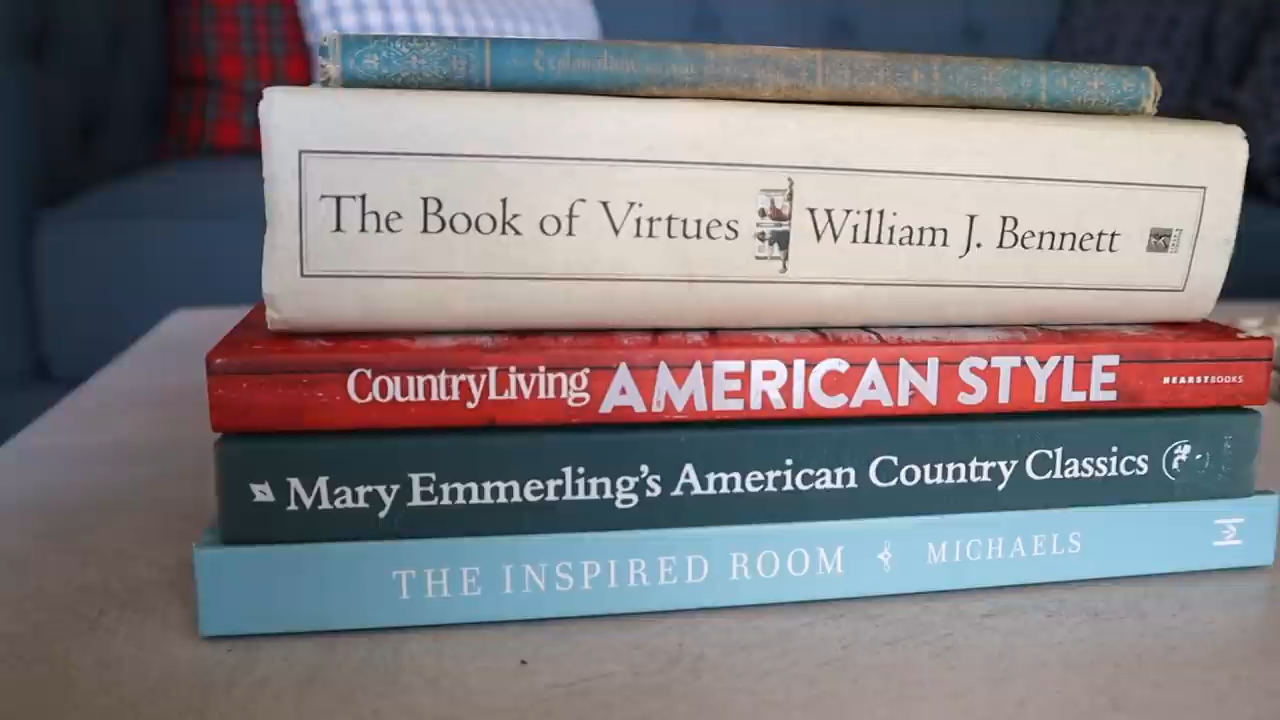 Explanation
The Book of Virtues William J. Bennett
CountryLiving AMERICAN STYLE HEARSTBOOKS
Mary Emmerling's American Country Classics
THE INSPIRED ROOM MICHAELS